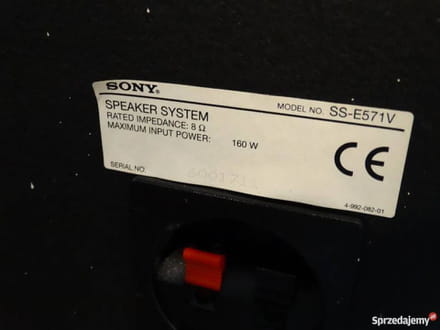 SONY
SPEAKER SYSTEM
MODEL NO. SS-E571V
RATED IMPEDANCE: 8 Ω
MAXIMUM INPUT POWER: 160 W
CE
SERIAL NO.
4-992-082-01
Sprzedajemy